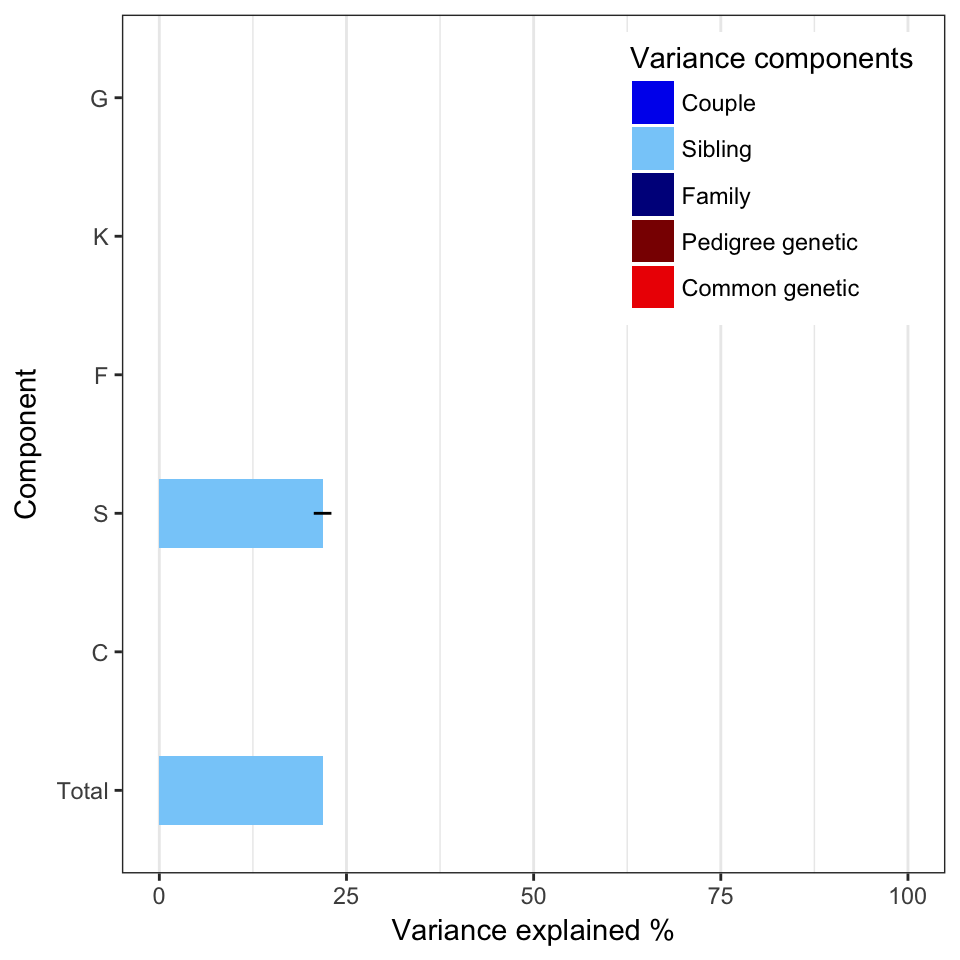 Variance components
Couple
Sibling
Family
Pedigree genetic
Common genetic
Component
G
K
F
S
C
Total
0 25 50 75 100
Variance explained %